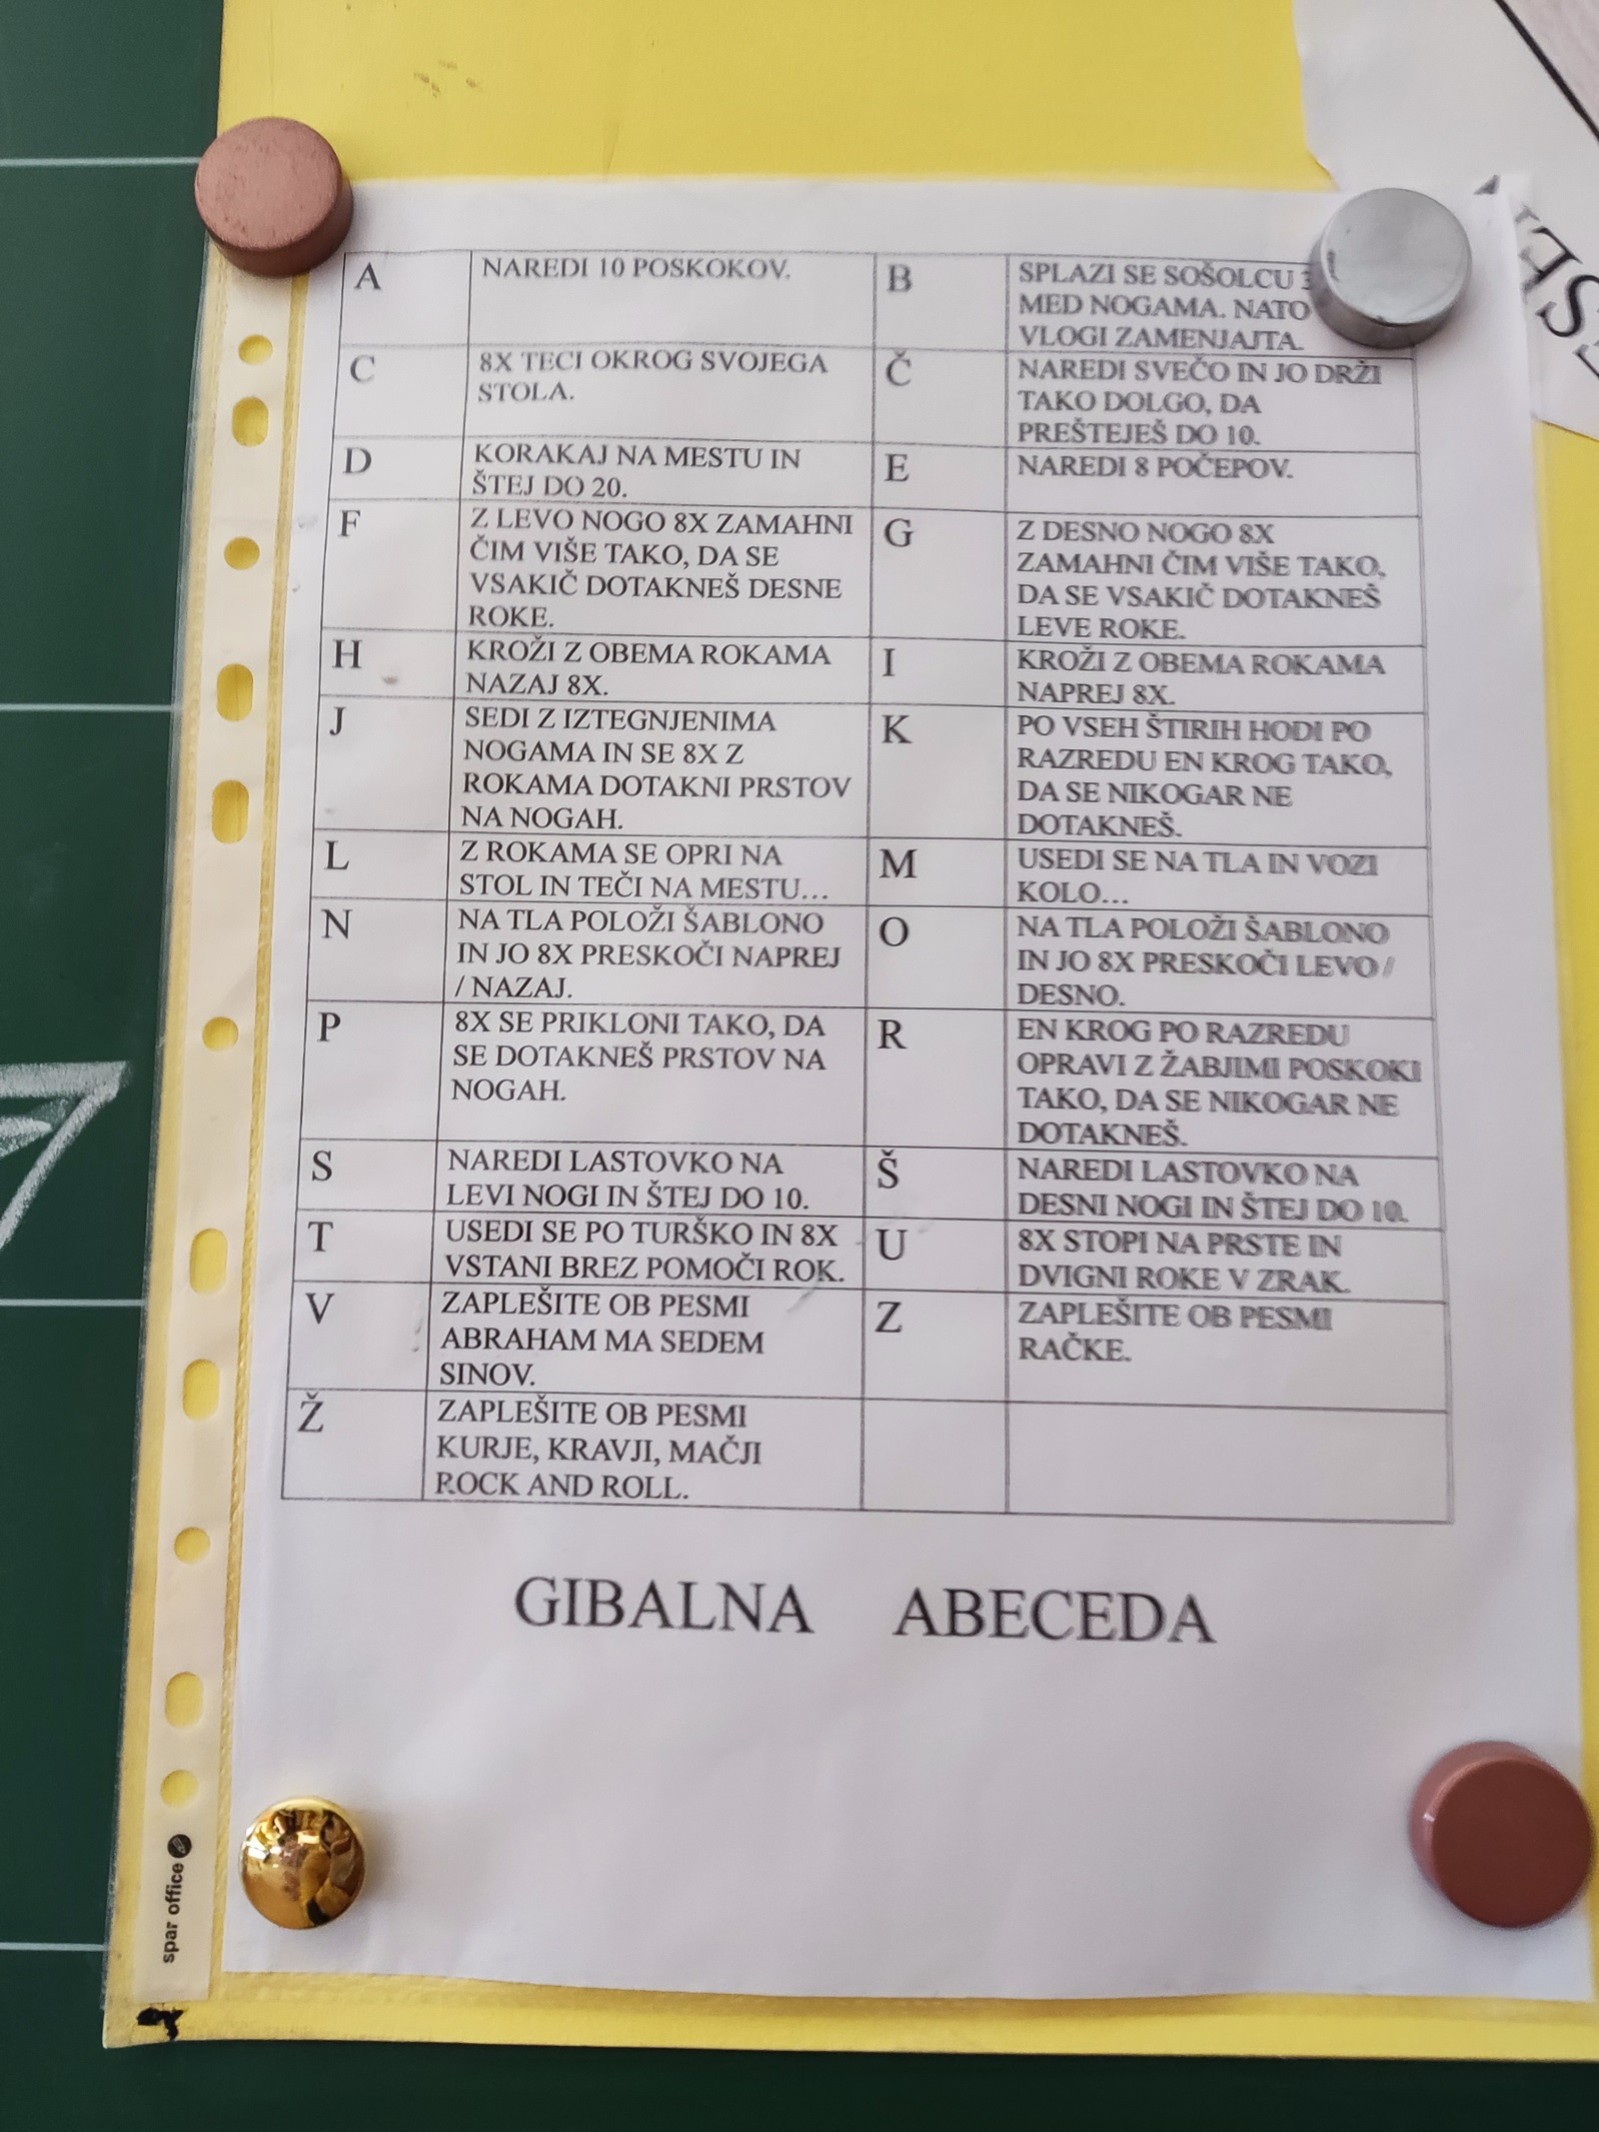 A
NAREDI 10 POSKOKOV.
B
SPLAZI SE SOŠOLCU
MED NOGAMA. NATO
VLOGI ZAMENJAJTA.
C
8X TECI OKROG SVOJEGA
STOLA.
Č
NAREDI SVEČO IN JO DRŽI
TAKO DOLGO, DA
PREŠTEJEŠ DO 10.
D
KORAKAJ NA MESTU IN
ŠTEJ DO 20.
E
NAREDI 8 POČEPOV.
F
Z LEVO NOGO 8X ZAMAHNI
ČIM VIŠE TAKO, DA SE
VSAKIČ DOTAKNEŠ DESNE
ROKE.
G
Z DESNO NOGO 8X
ZAMAHNI ČIM VIŠE TAKO,
DA SE VSAKIČ DOTAKNEŠ
LEVE ROKE.
H
KROŽI Z OBEMA ROKAMA
NAZAJ 8X.
I
KROŽI Z OBEMA ROKAMA
NAPREJ 8X.
J
SEDI Z IZTEGNJENIMA
NOGAMA IN SE 8X Z
ROKAMA DOTAKNI PRSTOV
NA NOGAH.
K
PO VSEH ŠTIRIH HODI PO
RAZREDU EN KROG TAKO,
DA SE NIKOGAR NE
DOTAKNEŠ.
L
Z ROKAMA SE OPRI NA
STOL IN TEČI NA MESTU...
M
USEDI SE NA TLA IN VOZI
KOLO...
N
NA TLA POLOŽI ŠABLONO
IN JO 8X PRESKOČI NAPREJ
/ NAZAJ.
O
NA TLA POLOŽI ŠABLONO
IN JO 8X PRESKOČI LEVO /
DESNO.
P
8X SE PRIKLONI TAKO, DA
SE DOTAKNEŠ PRSTOV NA
NOGAH.
R
EN KROG PO RAZREDU
OPRAVI Z ŽABJIMI POSKOKI
TAKO, DA SE NIKOGAR NE
DOTAKNEŠ.
S
NAREDI LASTOVKO NA
LEVI NOGI IN ŠTEJ DO 10.
Š
NAREDI LASTOVKO NA
DESNI NOGI IN ŠTEJ DO 10.
T
USEDI SE PO TURŠKO IN 8X
VSTANI BREZ POMOČI ROK.
U
8X STOPI NA PRSTE IN
DVIGNI ROKE V ZRAK.
V
ZAPLEŠITE OB PESMI
ABRAHAM MA SEDEM
SINOV.
Z
ZAPLEŠITE OB PESMI
RAČKE.
Ž
ZAPLEŠITE OB PESMI
KURJE, KRAVJI, MAČJI
ROCK AND ROLL.
GIBALNA ABECEDA
spar office